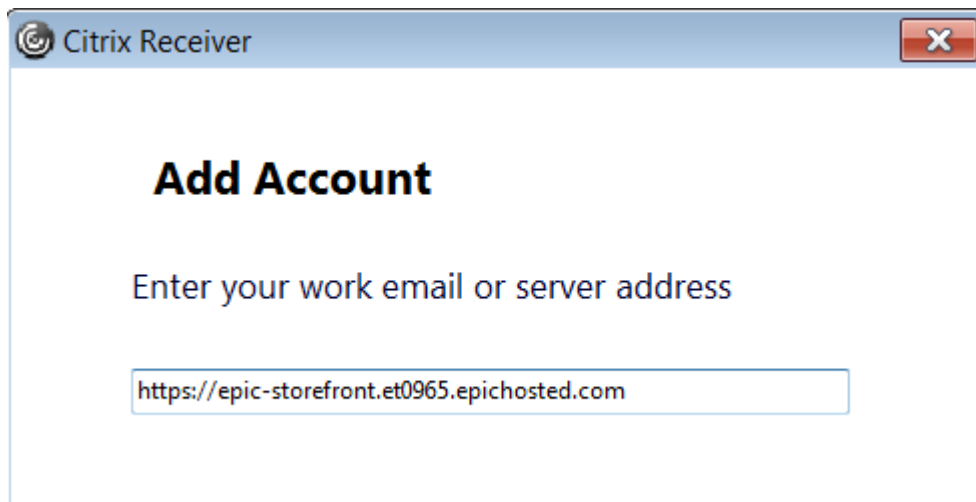 Citrix Receiver
Add Account
Enter your work email or server address
https://epic-storefront.et0965.epichosted.com